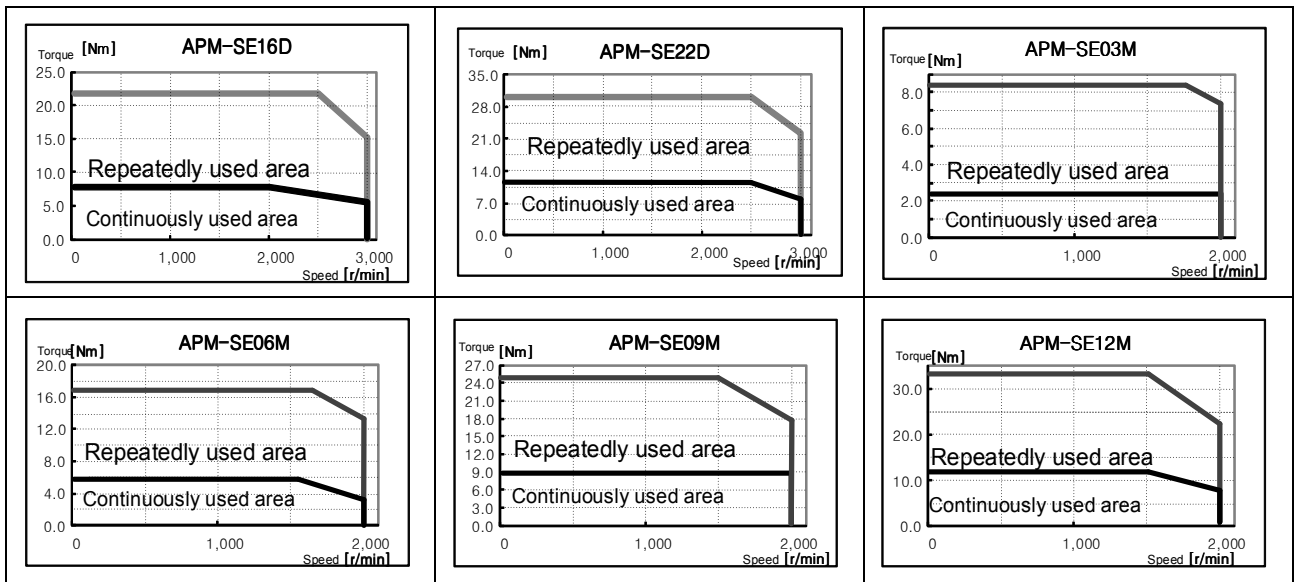 APM-SE16D
Torque [Nm]
25.0
20.0
15.0
10.0
5.0
0.0
Repeatedly used area
Continuously used area
0 1,000 2,000 3,000
Speed [r/min]
APM-SE22D
Torque [Nm]
35.0
28.0
21.0
14.0
7.0
0.0
Repeatedly used area
Continuously used area
0 1,000 2,000 3,000
Speed [r/min]
APM-SE03M
Torque [Nm]
8.0
6.0
4.0
2.0
0.0
Repeatedly used area
Continuously used area
0 1,000 2,000
Speed [r/min]
APM-SE06M
Torque [Nm]
20.0
16.0
12.0
8.0
4.0
0.0
Repeatedly used area
Continuously used area
0 1,000 2,000
Speed [r/min]
APM-SE09M
Torque [Nm]
27.0
24.0
21.0
18.0
15.0
12.0
9.0
6.0
3.0
0.0
Repeatedly used area
Continuously used area
0 1,000 2,000
Speed [r/min]
APM-SE12M
Torque [Nm]
30.0
20.0
10.0
0.0
Repeatedly used area
Continuously used area
0 1,000 2,000
Speed [r/min]